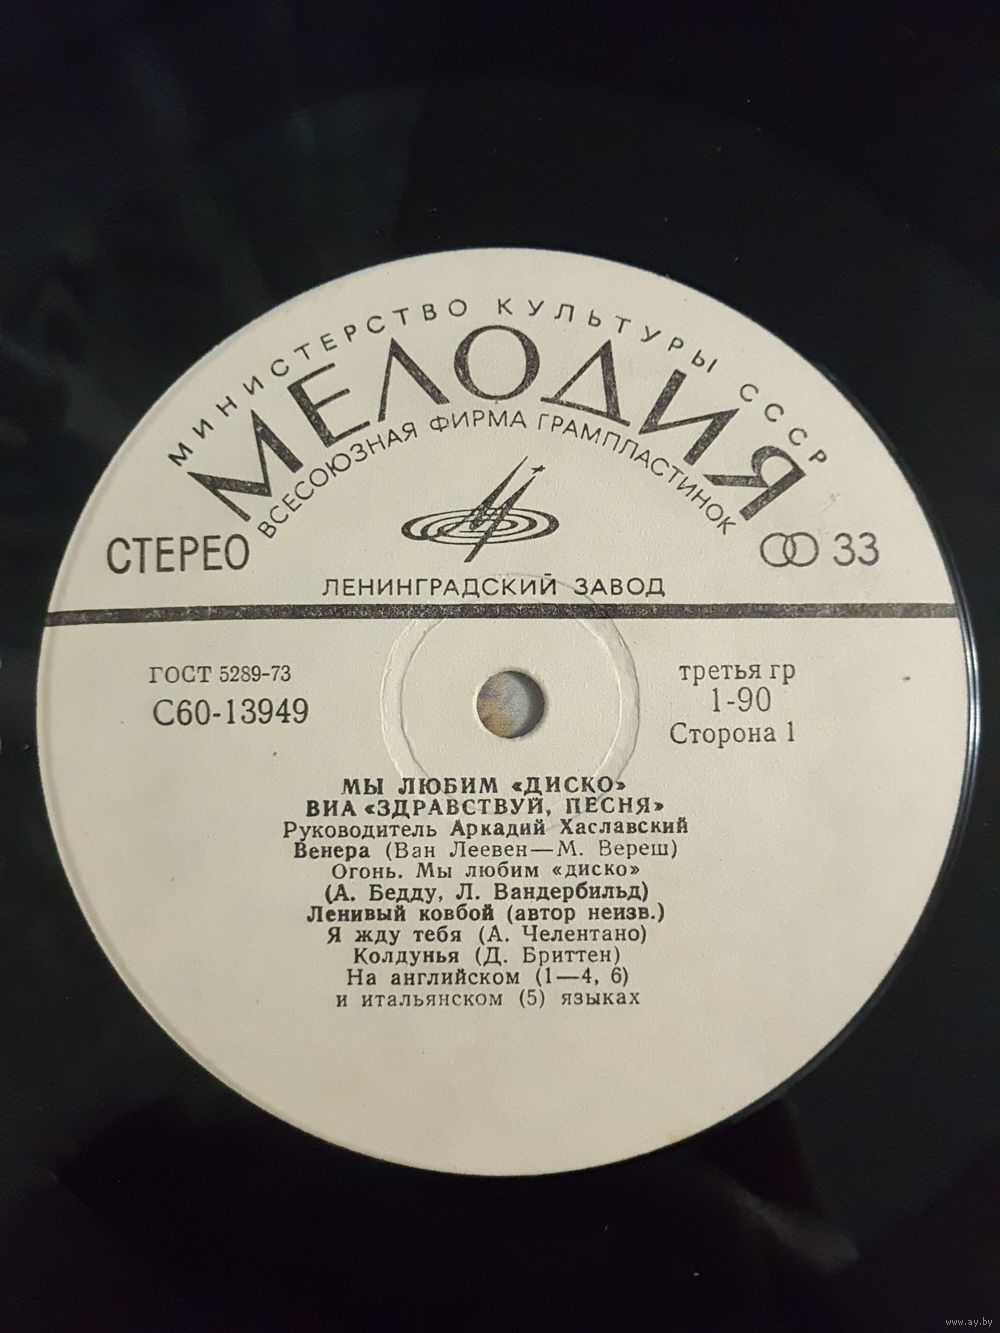 МИНИСТЕРСТВО КУЛЬТУРЫ СССР
МЕЛОДИЯ
ВСЕСОЮЗНАЯ ФИРМА ГРАМПЛАСТИНОК
СТЕРЕО
33
ЛЕНИНГРАДСКИЙ ЗАВОД
ГОСТ 5289-73
С60-13949
третья гр
1-90
Сторона 1
МЫ ЛЮБИМ «ДИСКО»
ВИА «ЗДРАВСТВУЙ, ПЕСНЯ»
Руководитель Аркадий Хаславский
Венера (Ван Леевен—М. Вереш)
Огонь. Мы любим «диско»
(А. Бедду, Л. Вандербильд)
Ленивый ковбой (автор неизв.)
Я жду тебя (А. Челентано)
Колдунья (Д. Бриттен)
На английском (1—4, 6)
и итальянском (5) языках
www.ay.by